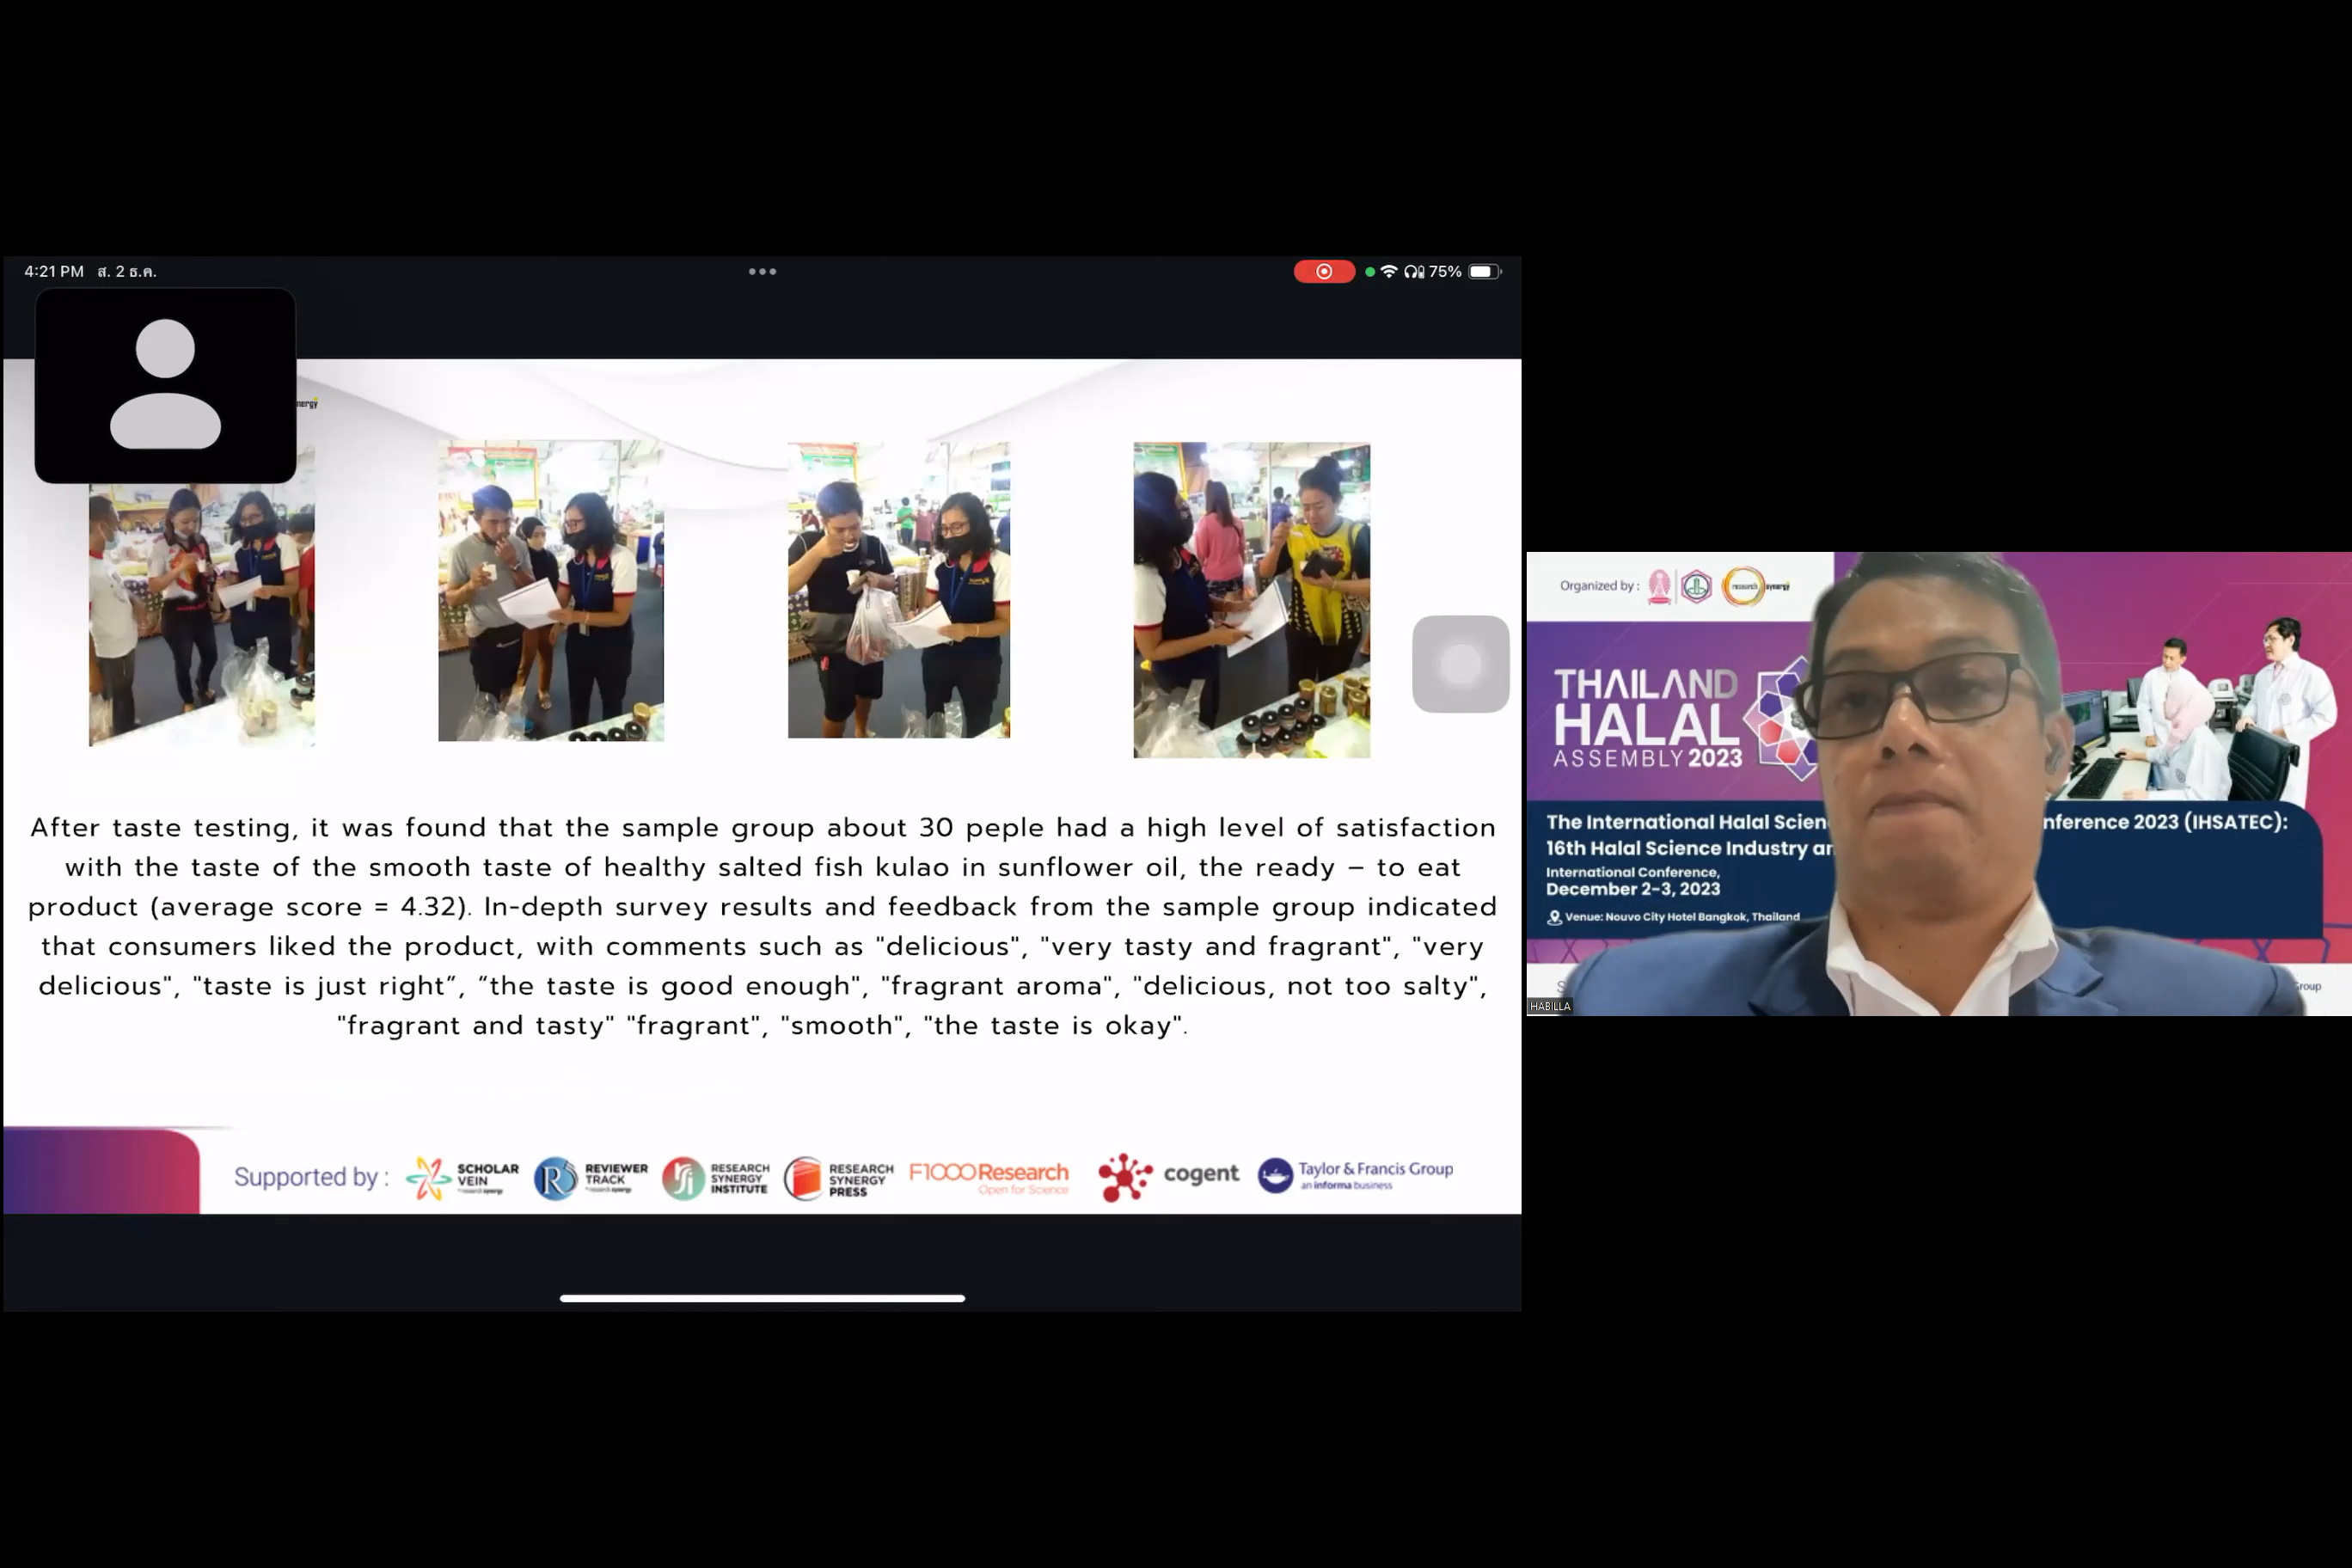 4:21 PM ส. 2 ธ.ค.
75%
nergy
After taste testing, it was found that the sample group about 30 peple had a high level of satisfaction
with the taste of the smooth taste of healthy salted fish kulao in sunflower oil, the ready – to eat
product (average score = 4.32). In-depth survey results and feedback from the sample group indicated
that consumers liked the product, with comments such as "delicious", "very tasty and fragrant", "very
delicious", "taste is just right”, “the taste is good enough", "fragrant aroma", "delicious, not too salty",
"fragrant and tasty" "fragrant", "smooth", "the taste is okay".
Supported by :
SCHOLAR
VEIN
REVIEWER
TRACK
RESEARCH
SYNERGY
INSTITUTE
RESEARCH
SYNERGY
PRESS
F1000Research
Open for Science
cogent
Taylor & Francis Group
an informa business
Organized by :
research synergy
THAILAND
HALAL
ASSEMBLY 2023
The International Halal Scien nference 2023 (IHSATEC):
16th Halal Science Industry an
International Conference,
December 2-3, 2023
Venue: Nouvo City Hotel Bangkok, Thailand
roup
HABILLA